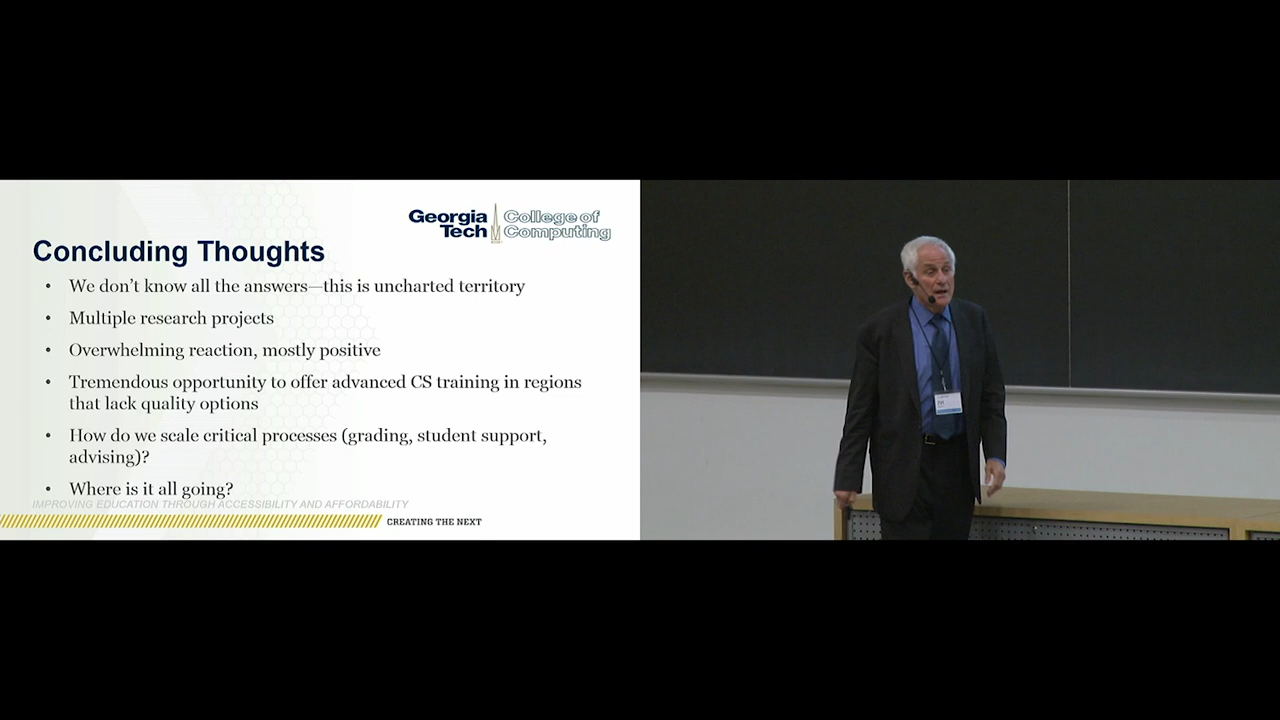 Georgia Tech College of Computing
Concluding Thoughts
• We don’t know all the answers—this is uncharted territory
• Multiple research projects
• Overwhelming reaction, mostly positive
• Tremendous opportunity to offer advanced CS training in regions
that lack quality options
• How do we scale critical processes (grading, student support,
advising)?
• Where is it all going?
IMPROVING EDUCATION THROUGH ACCESSIBILITY AND AFFORDABILITY
CREATING THE NEXT